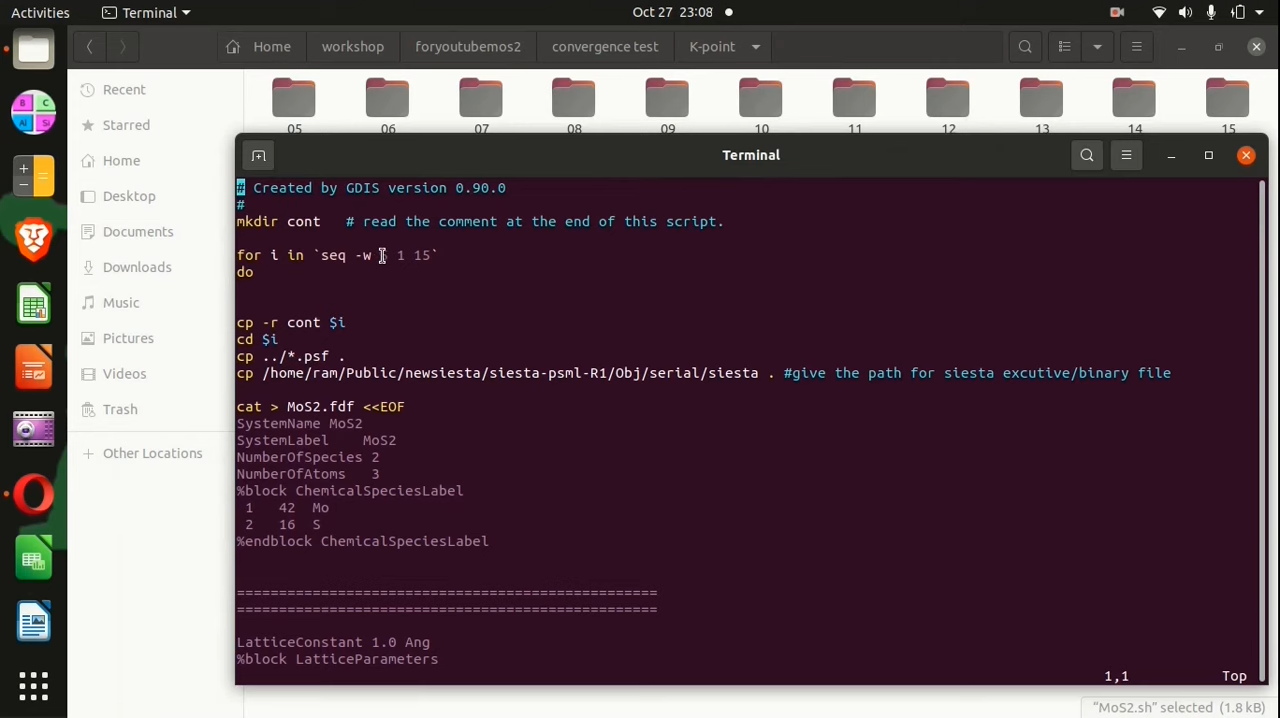 Activities
Terminal
Oct 27 23:08
Home
workshop
foryoutubemos2
convergence test
K-point
Recent
Starred
Home
Desktop
Documents
Downloads
Music
Pictures
Videos
Trash
Other Locations
05 06 07 08 09 10 11 12 13 14 15
Terminal
# Created by GDIS version 0.90.0
#
mkdir cont   # read the comment at the end of this script.
for i in `seq -w 1 15`
do
cp -r cont $i
cd $i
cp ../*.psf .
cp /home/ram/Public/newsiesta/siesta-psml-R1/Obj/serial/siesta . #give the path for siesta excutive/binary file
cat > MoS2.fdf <<EOF
SystemName MoS2
SystemLabel    MoS2
NumberOfSpecies 2
NumberOfAtoms   3
%block ChemicalSpeciesLabel
1   42  Mo
2   16  S
%endblock ChemicalSpeciesLabel
==================================================
==================================================
LatticeConstant 1.0 Ang
%block LatticeParameters
1,1
Top
"MoS2.sh" selected (1.8 kB)
B C
Al Si